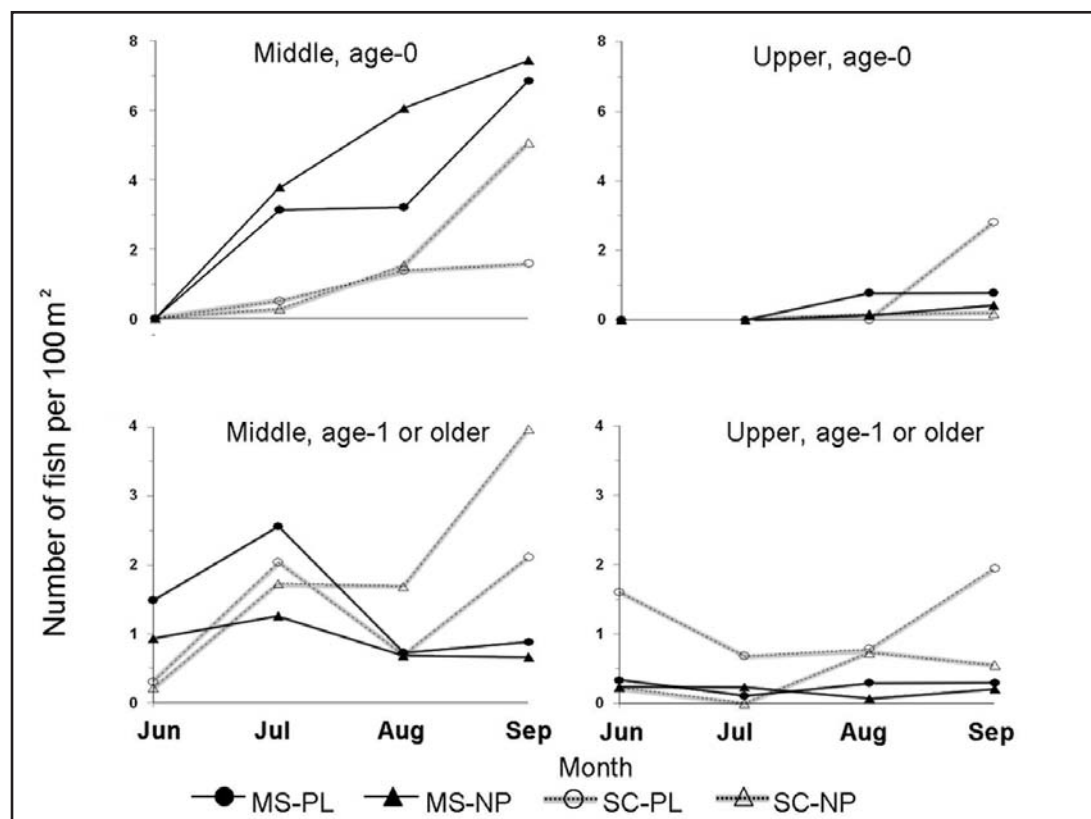 Middle, age-0
Upper, age-0
8
6
4
2
0
8
6
4
2
0
Number of fish per 100 m²
Middle, age-1 or older
Upper, age-1 or older
4
3
2
1
0
4
3
2
1
0
Jun Jul Aug Sep
Jun Jul Aug Sep
Month
MS-PL MS-NP SC-PL SC-NP